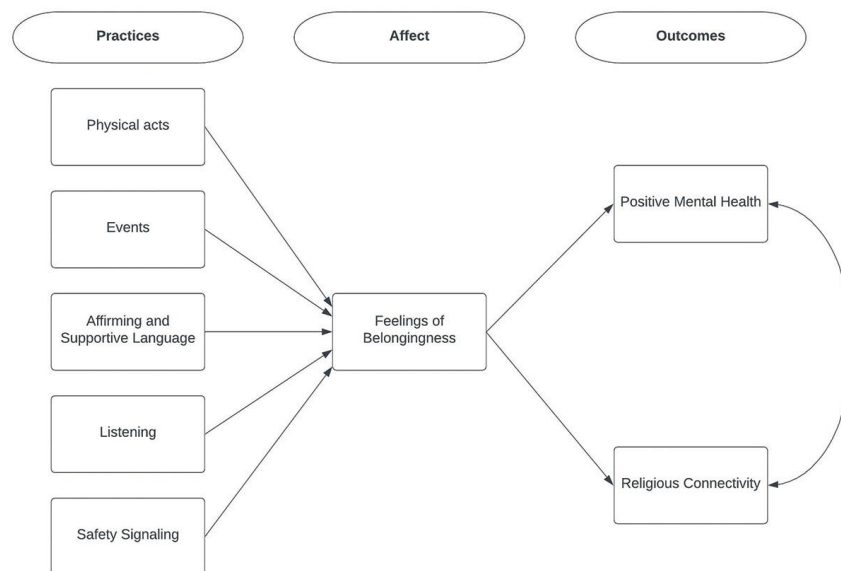 Practices
Affect
Outcomes
Physical acts
Events
Affirming and
Supportive Language
Listening
Safety Signaling
Feelings of
Belongingness
Positive Mental Health
Religious Connectivity